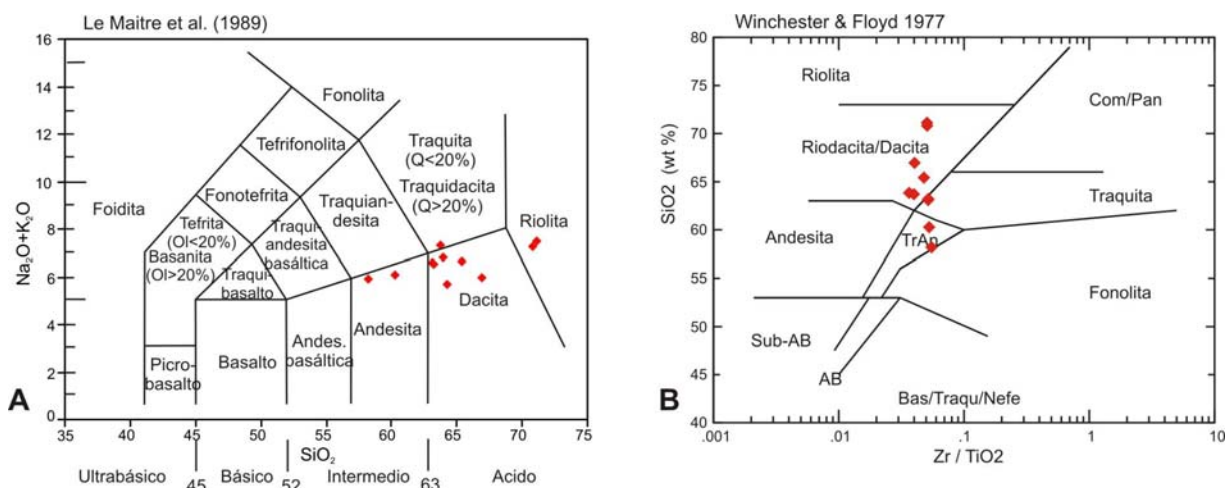 Le Maitre et al. (1989)
16
14
12
10
8
6
4
2
0
Na2O+K2O
Fonolita
Tefrifonolita
Traquita
(Q<20%)
Traquidacita
(Q>20%)
Fonotefrita
Traquian-
desita
Foidita
Tefrita
(Ol<20%)
Basanita
(Ol>20%)
Traqui-
andesita
basáltica
Riolita
Traqui-
basalto
Dacita
Andesita
Andes.
basáltica
Basalto
Picro-
basalto
A
35 40 45 50 55 60 65 70 75
SiO2
Ultrabásico 45 Básico 52 Intermedio 63 Acido
Winchester & Floyd 1977
80
75
70
65
60
55
50
45
40
SiO2 (wt %)
Riolita
Com/Pan
Riodacita/Dacita
Traquita
Andesita
TrAn
Fonolita
Sub-AB
AB
Bas/Traqu/Nefe
B
.001 .01 .1 1 10
Zr / TiO2